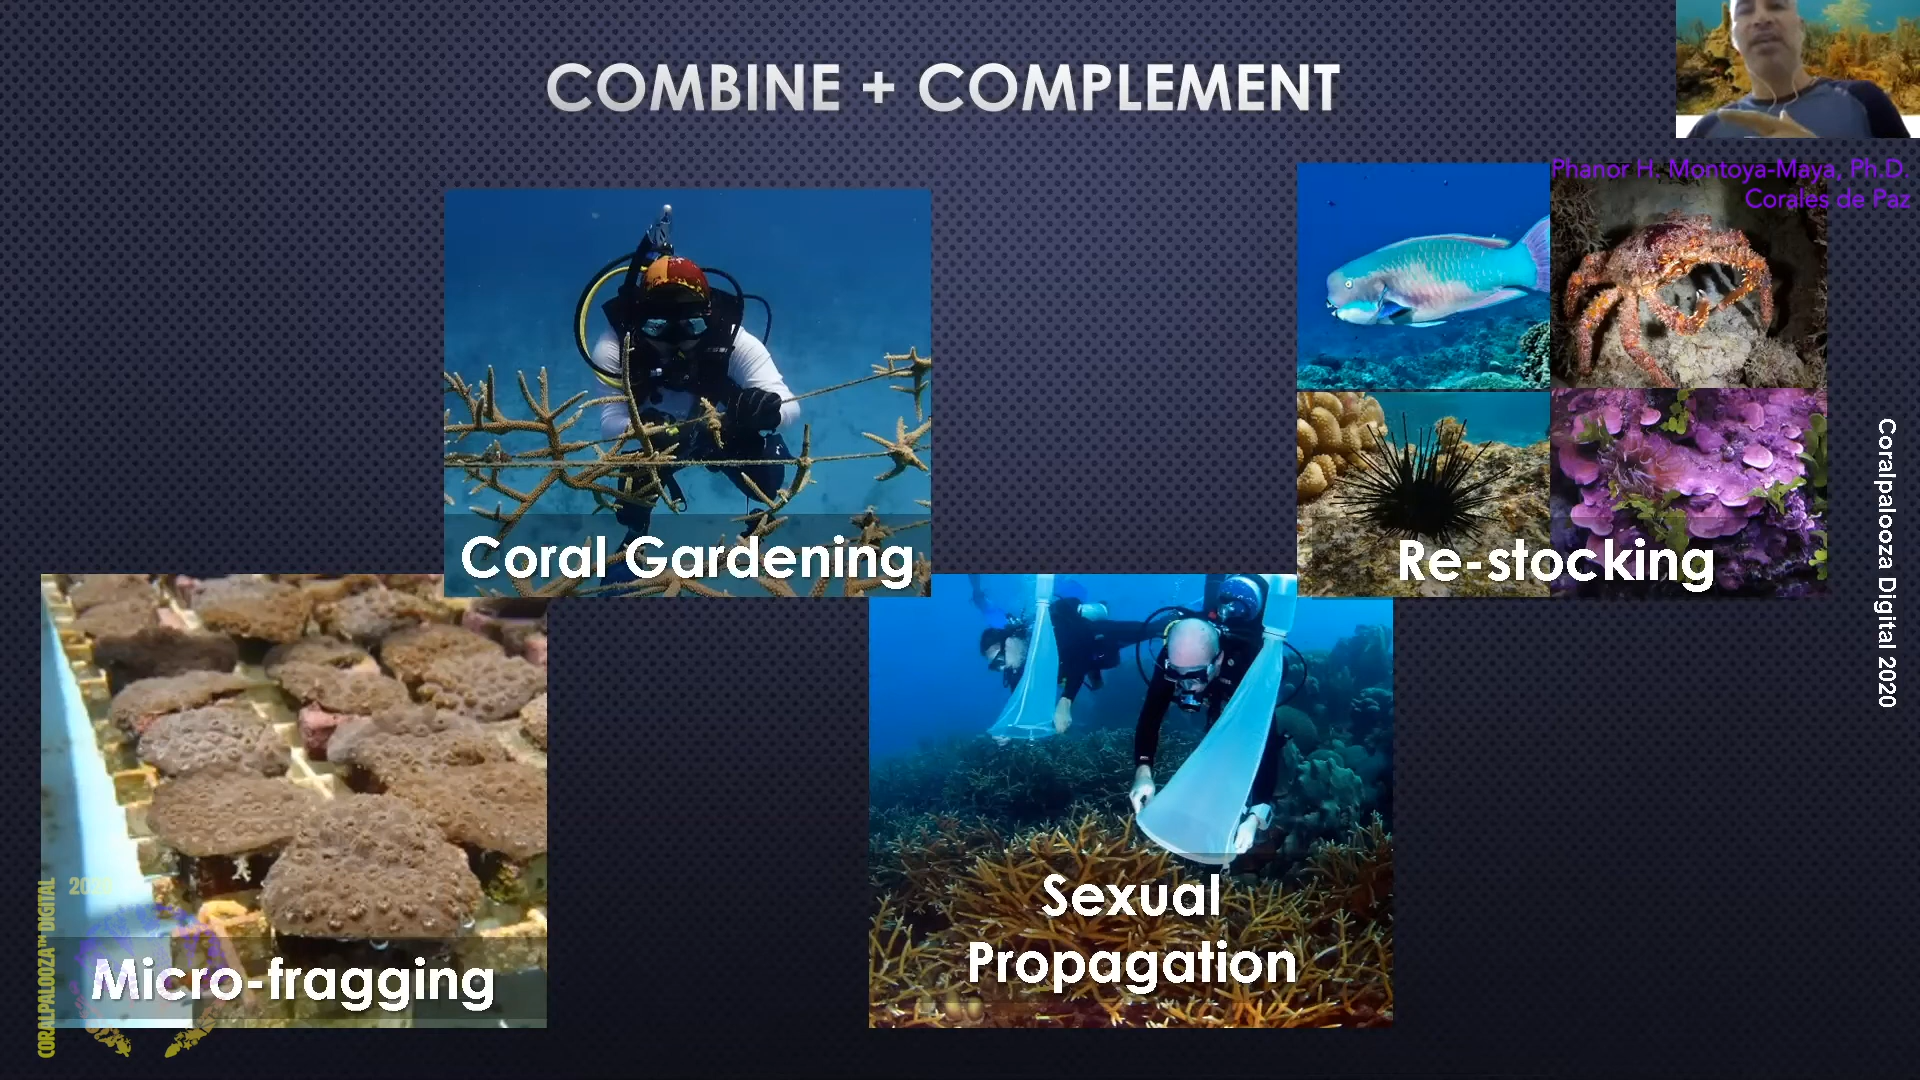 COMBINE + COMPLEMENT
Phanor H. Montoya-Maya, Ph.D.
Corales de Paz
Coral Gardening
Re-stocking
Coralpalooza Digital 2020
Sexual
Propagation
Micro-fragging
CORALPALOOZA™ DIGITAL